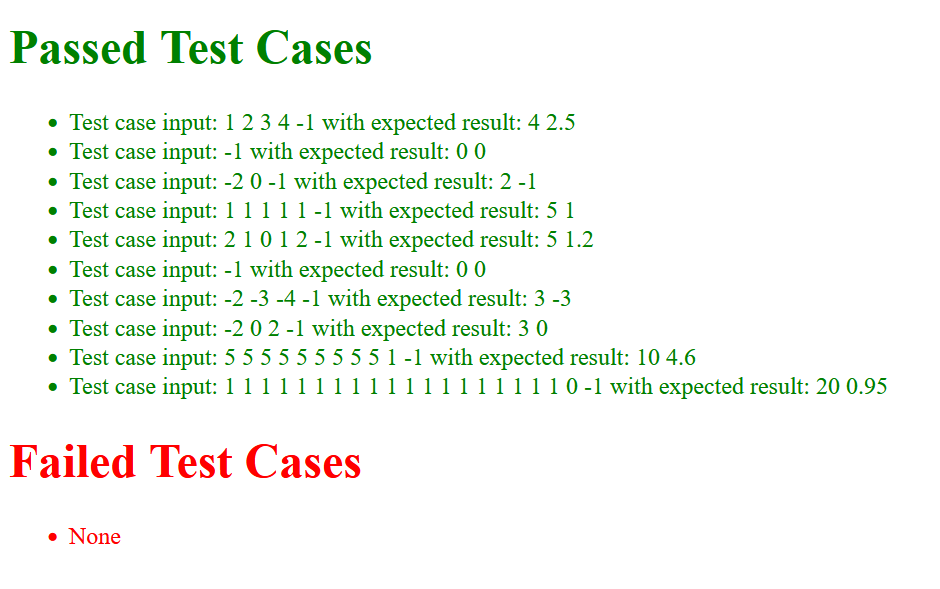 Passed Test Cases
• Test case input: 1 2 3 4 -1 with expected result: 4 2.5
• Test case input: -1 with expected result: 0 0
• Test case input: -2 0 -1 with expected result: 2 -1
• Test case input: 1 1 1 1 1 -1 with expected result: 5 1
• Test case input: 2 1 0 1 2 -1 with expected result: 5 1.2
• Test case input: -1 with expected result: 0 0
• Test case input: -2 -3 -4 -1 with expected result: 3 -3
• Test case input: -2 0 2 -1 with expected result: 3 0
• Test case input: 5 5 5 5 5 5 5 5 5 1 -1 with expected result: 10 4.6
• Test case input: 1 1 1 1 1 1 1 1 1 1 1 1 1 1 1 1 1 1 1 0 -1 with expected result: 20 0.95
Failed Test Cases
• None